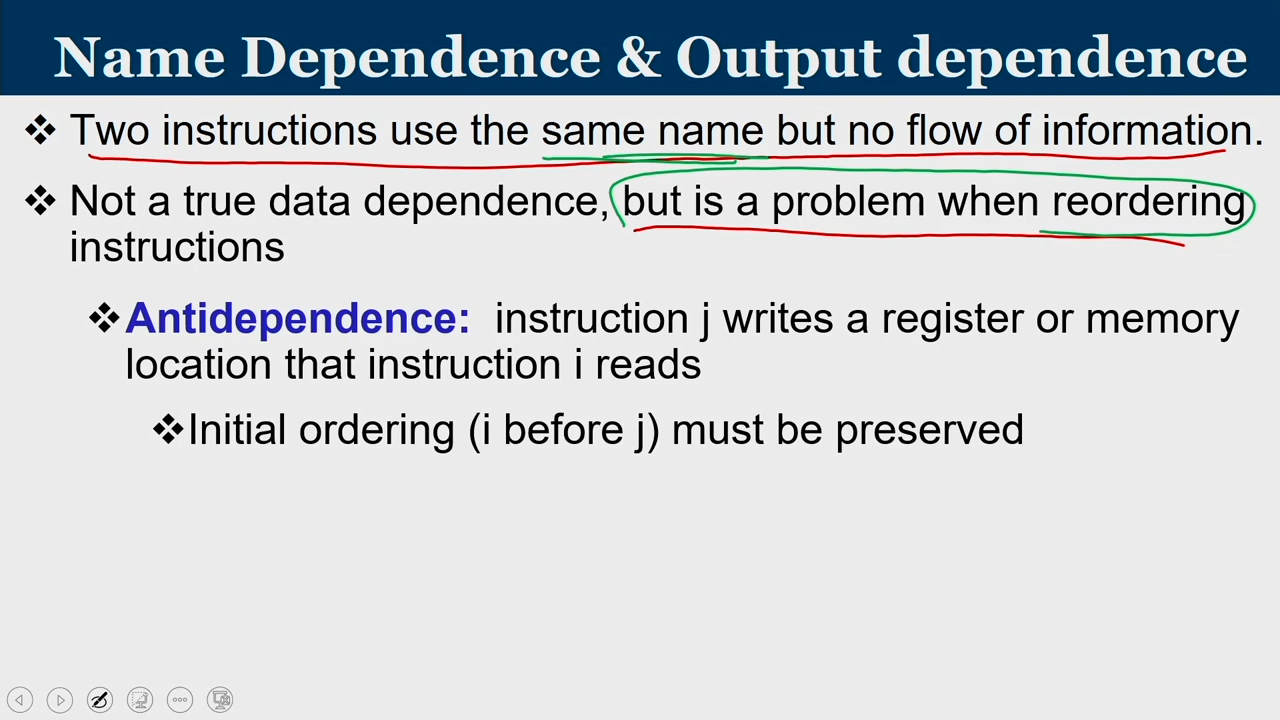 Name Dependence & Output dependence
❖ Two instructions use the same name but no flow of information.
❖ Not a true data dependence, but is a problem when reordering
instructions
❖Antidependence: instruction j writes a register or memory
location that instruction i reads
❖Initial ordering (i before j) must be preserved